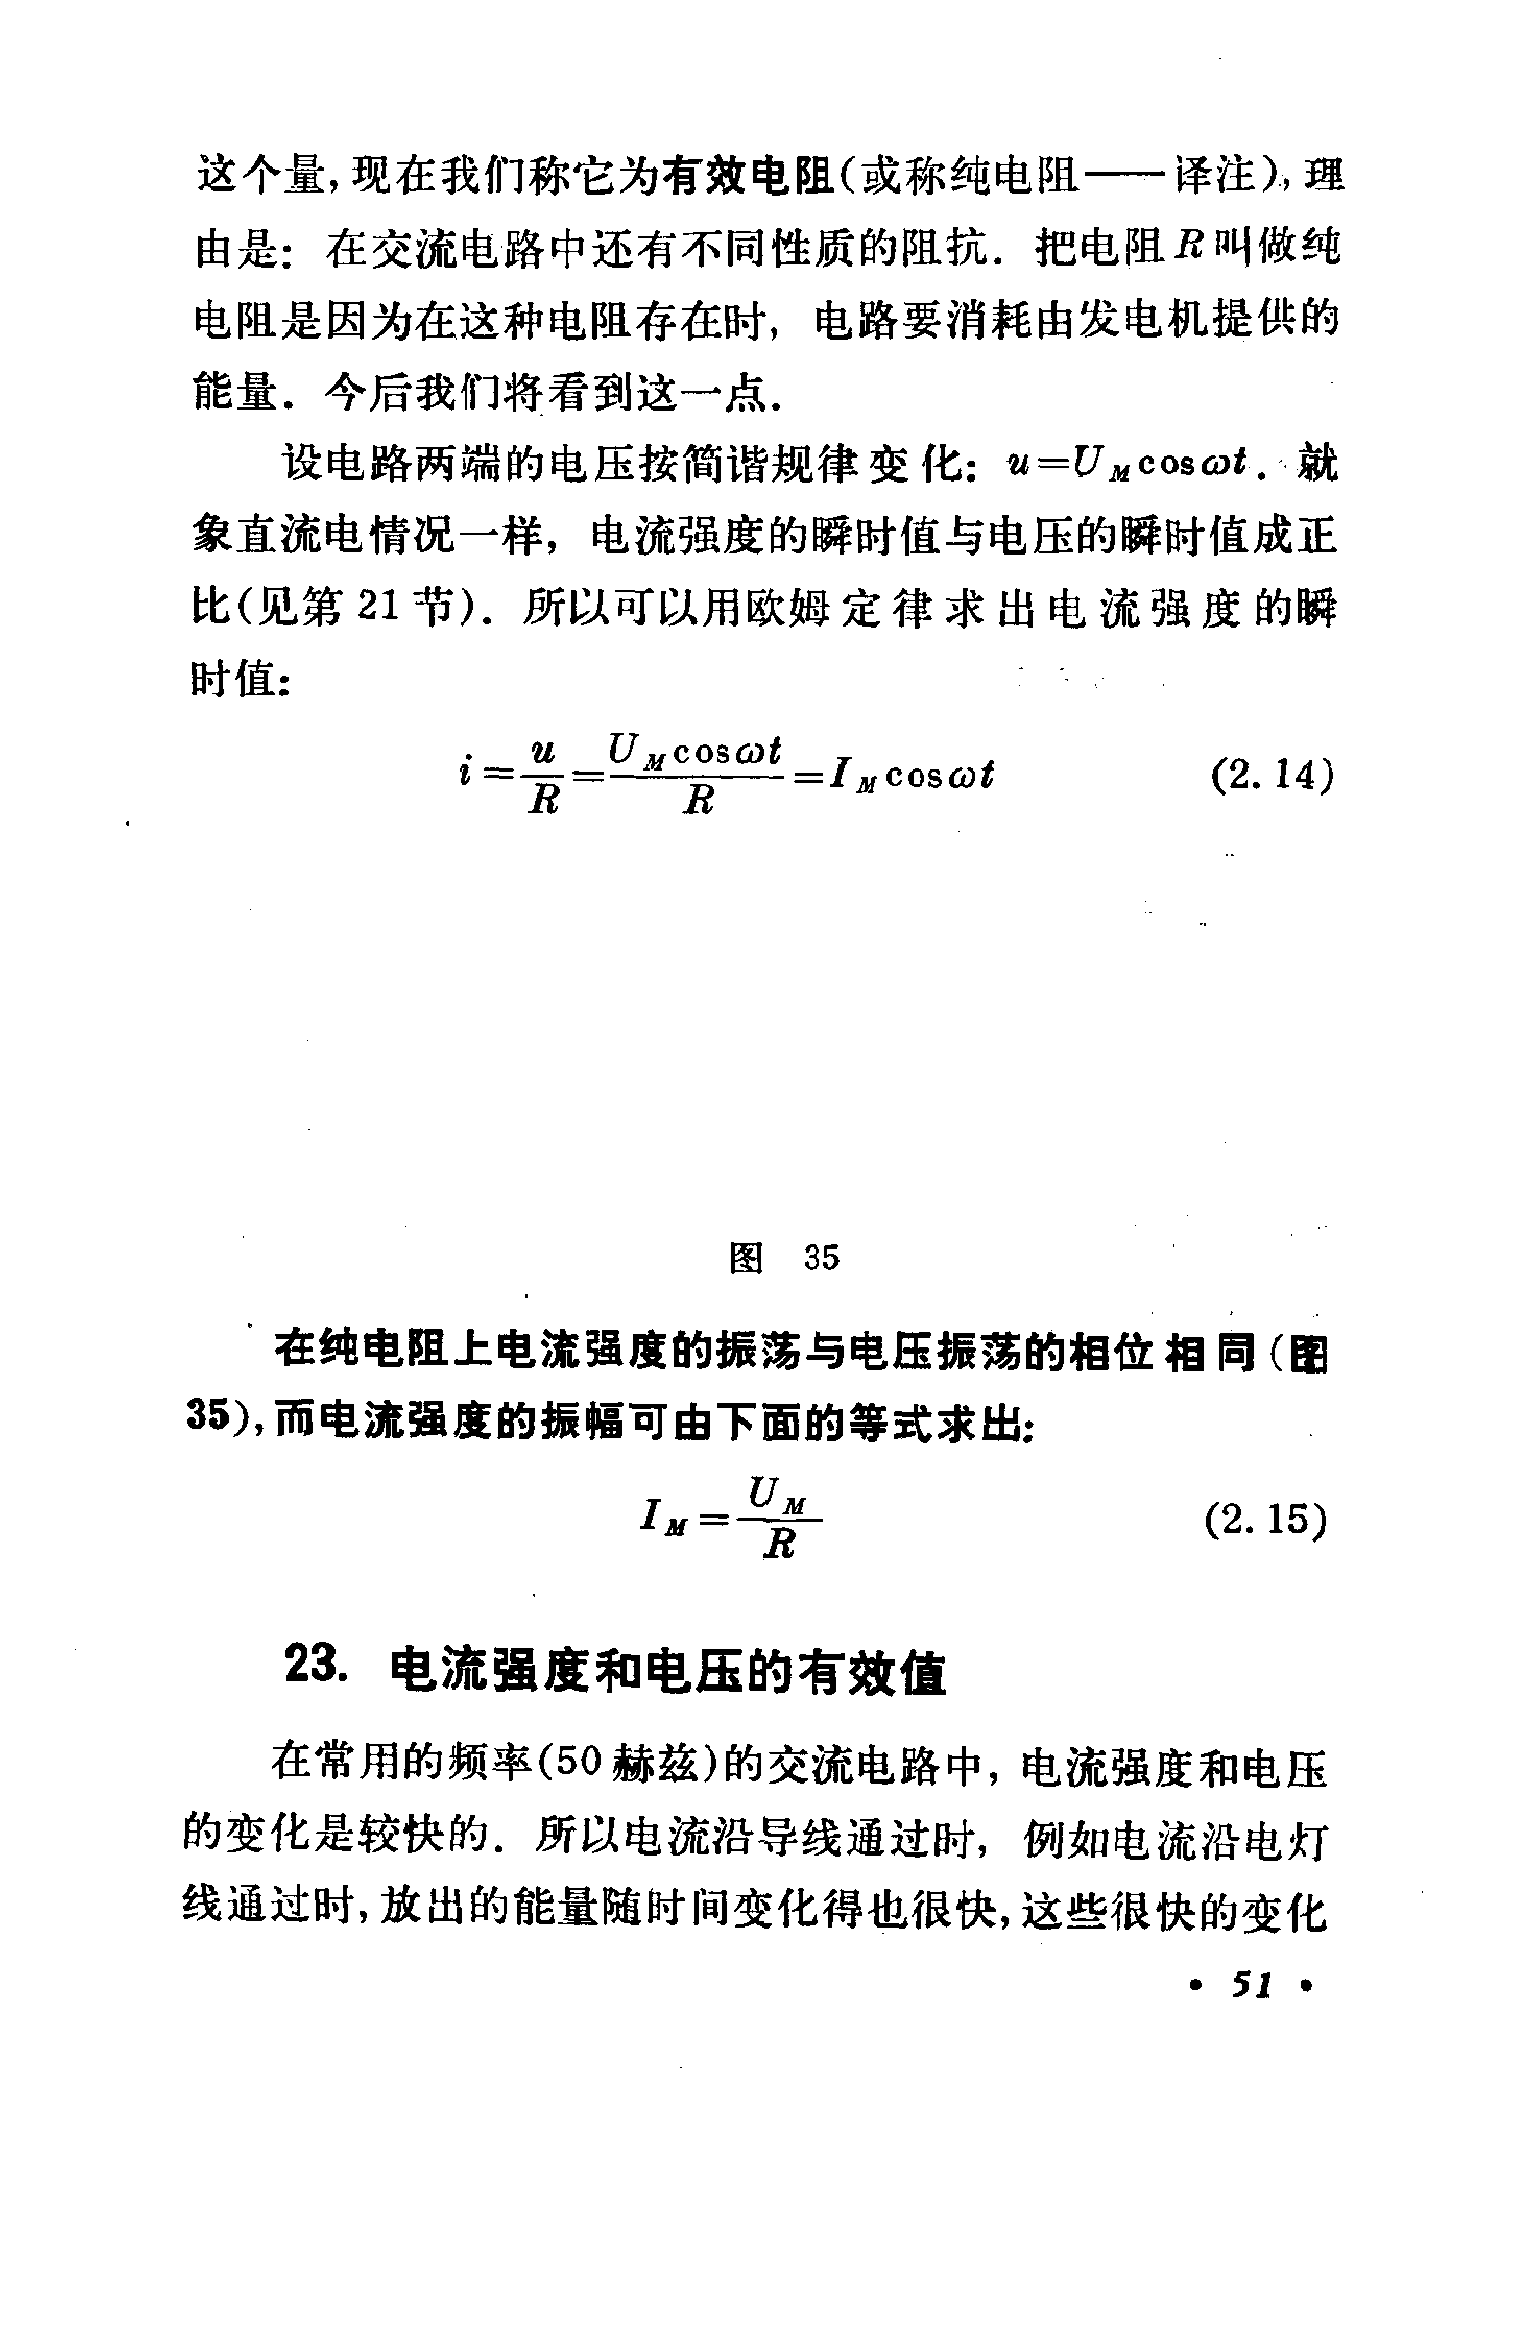 这个量,现在我们称它为有效电阻(或称纯电阻——译注),理
由是: 在交流电路中还有不同性质的阻抗. 把电阻R叫做纯
电阻是因为在这种电阻存在时, 电路要消耗由发电机提供的
能量. 今后我们将看到这一点.
设电路两端的电压按简谐规律变化: u=U_M cosωt. 就
象直流电情况一样, 电流强度的瞬时值与电压的瞬时值成正
比(见第21节). 所以可以用欧姆定律求出电流强度的瞬
时值:
i=u/R=U_M cosωt/R=I_M cosωt (2.14)
图 35
在纯电阻上电流强度的振荡与电压振荡的相位相同(图
35),而电流强度的振幅可由下面的等式求出:
I_M=U_M/R (2.15)
23. 电流强度和电压的有效值
在常用的频率(50赫兹)的交流电路中, 电流强度和电压
的变化是较快的. 所以电流沿导线通过时, 例如电流沿电灯
线通过时,放出的能量随时间变化得也很快,这些很快的变化
• 51 •